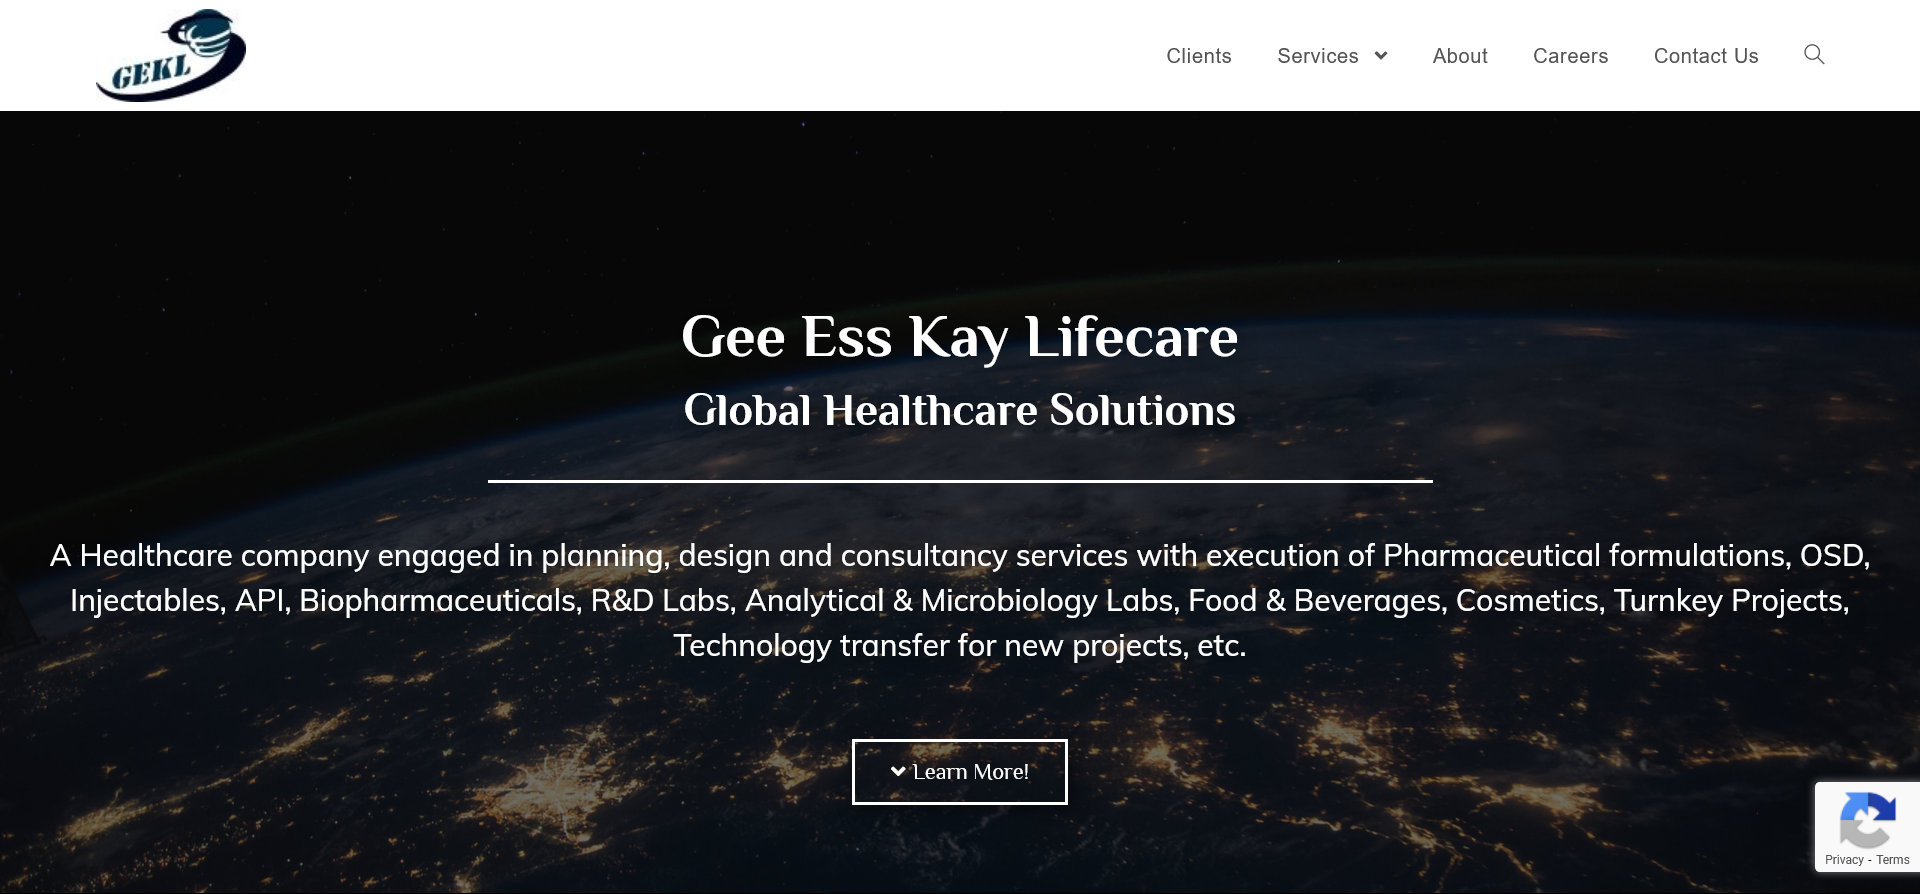 GEKL
Clients
Services
About
Careers
Contact Us
Gee Ess Kay Lifecare
Global Healthcare Solutions
A Healthcare company engaged in planning, design and consultancy services with execution of Pharmaceutical formulations, OSD,
Injectables, API, Biopharmaceuticals, R&D Labs, Analytical & Microbiology Labs, Food & Beverages, Cosmetics, Turnkey Projects,
Technology transfer for new projects, etc.
Learn More!
Privacy - Terms